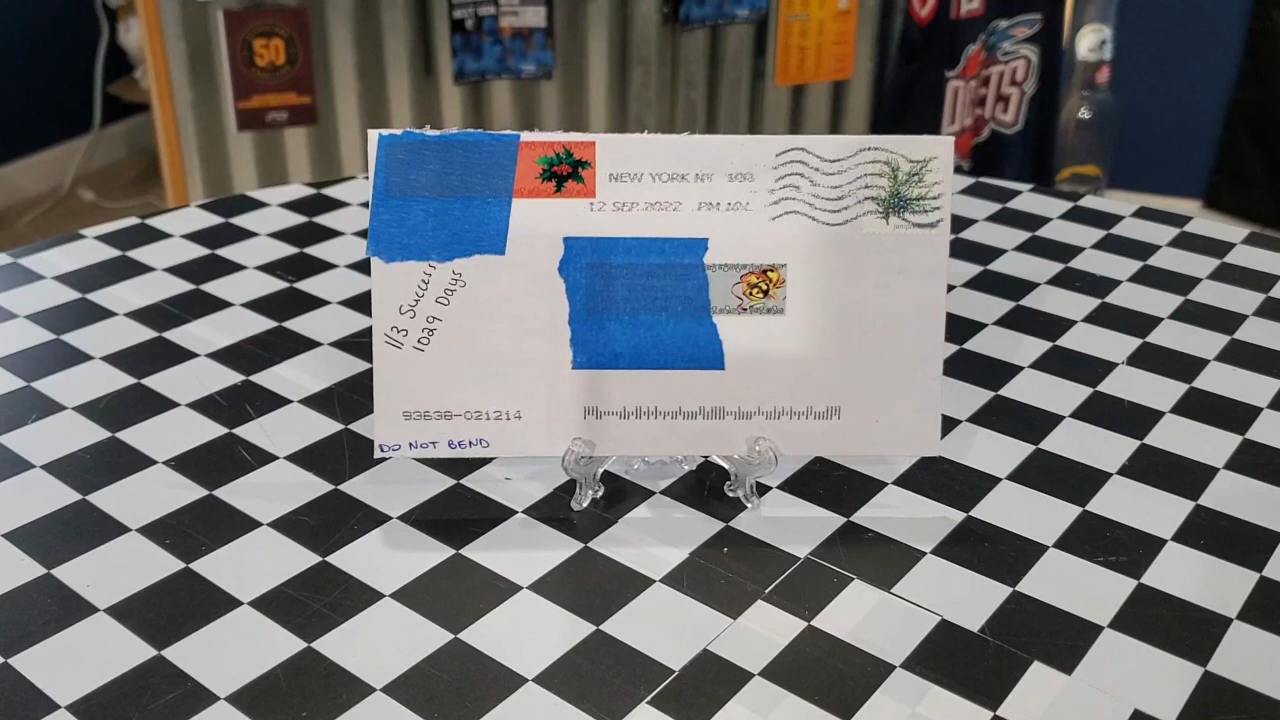 50
NEW YORK NY 100
12 SEP 2022 PM 10 L
1/3 Success
1029 Days
93638-021214
DO NOT BEND